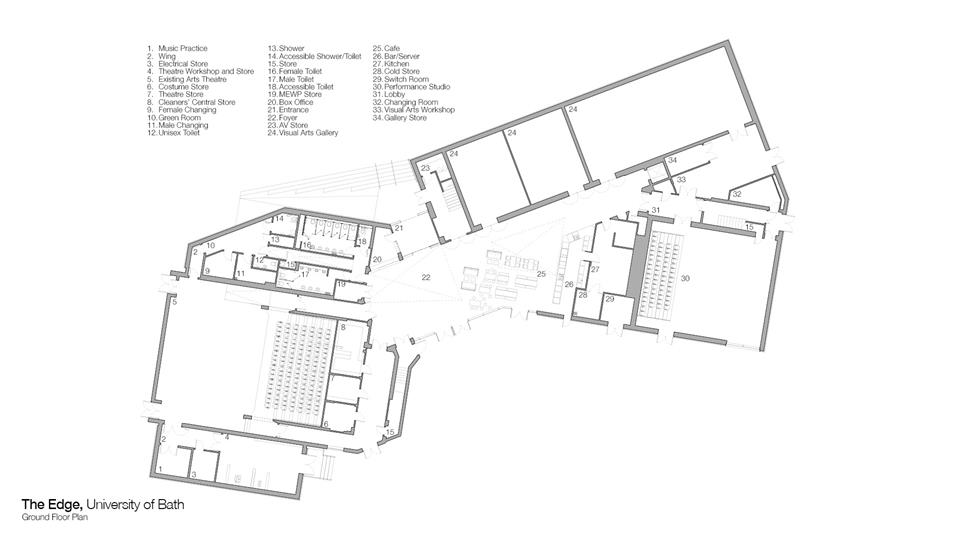 1. Music Practice
2. Wing
3. Electrical Store
4. Theatre Workshop and Store
5. Existing Arts Theatre
6. Costume Store
7. Theatre Store
8. Cleaners' Central Store
9. Female Changing
10. Green Room
11. Male Changing
12. Unisex Toilet
13. Shower
14. Accessible Shower/Toilet
15. Store
16. Female Toilet
17. Male Toilet
18. Accessible Toilet
19. MEWP Store
20. Box Office
21. Entrance
22. Foyer
23. AV Store
24. Visual Arts Gallery
25. Cafe
26. Bar/Server
27. Kitchen
28. Cold Store
29. Switch Room
30. Performance Studio
31. Lobby
32. Changing Room
33. Visual Arts Workshop
34. Gallery Store
24
24
24
23
34
33
32
31
15
30
14
21
13
16
18
10
2
12
15
20
9
11
17
19
22
25
27
26
28
29
5
8
6
15
2
4
1
3
The Edge, University of Bath
Ground Floor Plan